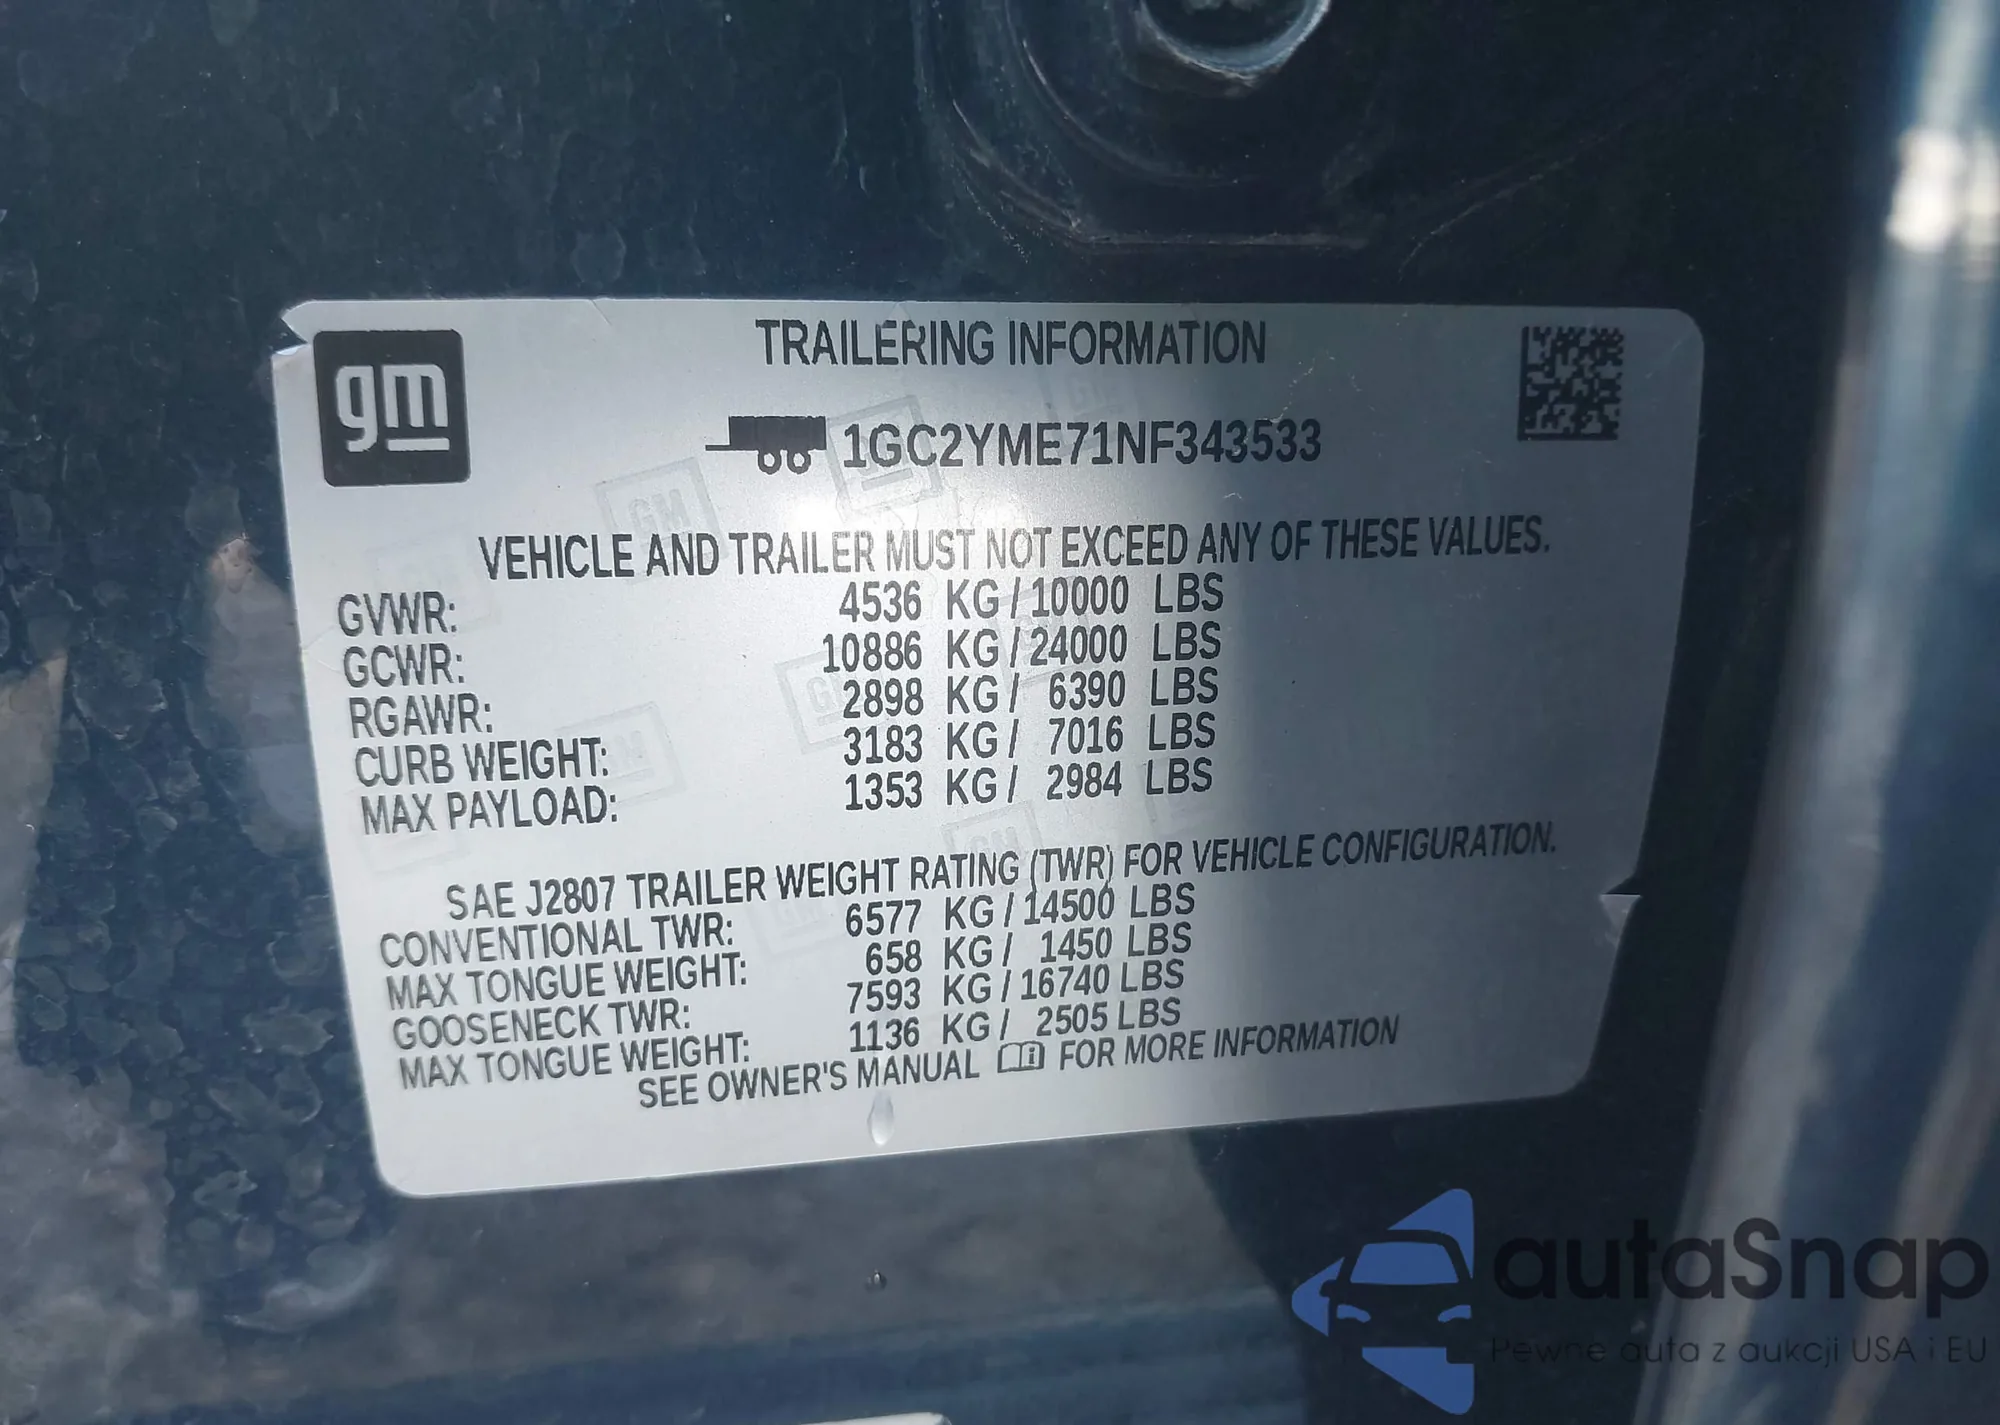 gm
TRAILERING INFORMATION
1GC2YME71NF343533
VEHICLE AND TRAILER MUST NOT EXCEED ANY OF THESE VALUES.
GVWR: 4536 KG / 10000 LBS
GCWR: 10886 KG / 24000 LBS
RGAWR: 2898 KG / 6390 LBS
CURB WEIGHT: 3183 KG / 7016 LBS
MAX PAYLOAD: 1353 KG / 2984 LBS
SAE J2807 TRAILER WEIGHT RATING (TWR) FOR VEHICLE CONFIGURATION.
CONVENTIONAL TWR: 6577 KG / 14500 LBS
MAX TONGUE WEIGHT: 658 KG / 1450 LBS
GOOSENECK TWR: 7593 KG / 16740 LBS
MAX TONGUE WEIGHT: 1136 KG / 2505 LBS
SEE OWNER'S MANUAL FOR MORE INFORMATION
autaSnap
Pewne auta z aukcji USA i EU